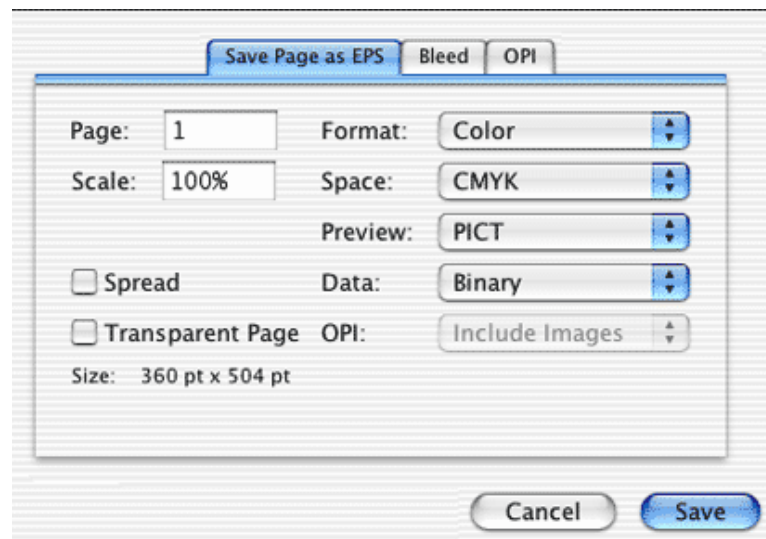 Save Page as EPS Bleed OPI
Page: 1 Format: Color
Scale: 100% Space: CMYK
Preview: PICT
Spread Data: Binary
Transparent Page OPI: Include Images
Size: 360 pt x 504 pt
Cancel Save